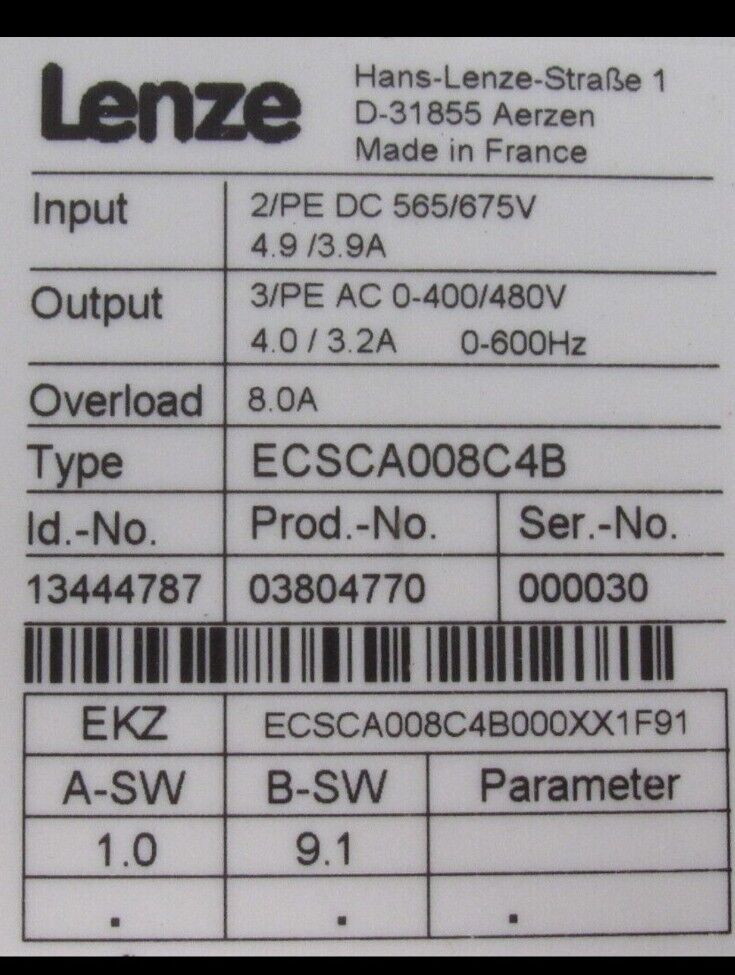 Lenze
Hans-Lenze-Straße 1
D-31855 Aerzen
Made in France
Input 2/PE DC 565/675V
4.9 /3.9A
Output 3/PE AC 0-400/480V
4.0 / 3.2A 0-600Hz
Overload 8.0A
Type ECSCA008C4B
Id.-No. Prod.-No. Ser.-No.
13444787 03804770 000030
EKZ ECSCA008C4B000XX1F91
A-SW B-SW Parameter
1.0 9.1
. . .